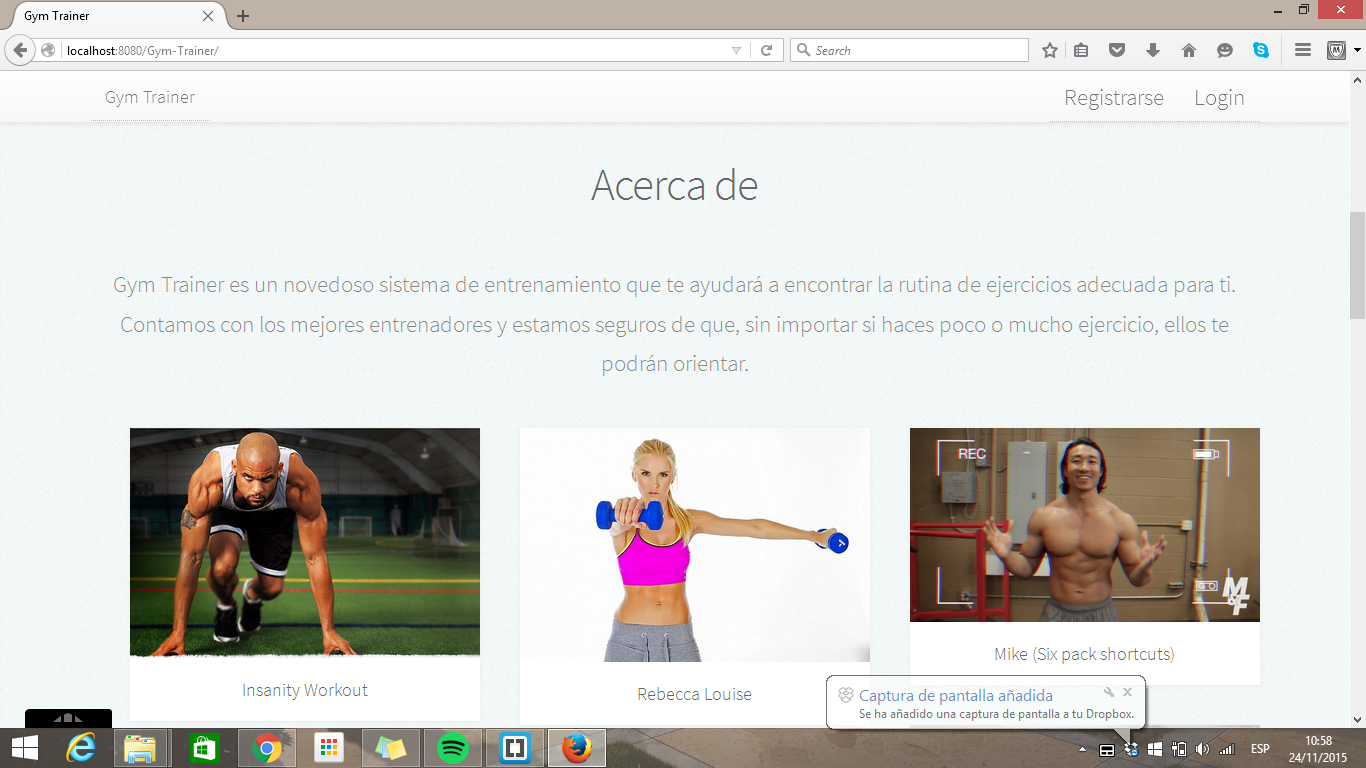 Gym Trainer
localhost:8080/Gym-Trainer/
Search
Gym Trainer
Registrarse
Login
Acerca de
Gym Trainer es un novedoso sistema de entrenamiento que te ayudará a encontrar la rutina de ejercicios adecuada para ti.
Contamos con los mejores entrenadores y estamos seguros de que, sin importar si haces poco o mucho ejercicio, ellos te
podrán orientar.
REC
M&F
Insanity Workout
Rebecca Louise
Mike (Six pack shortcuts)
Captura de pantalla añadida
Se ha añadido una captura de pantalla a tu Dropbox.
ESP
10:58
24/11/2015